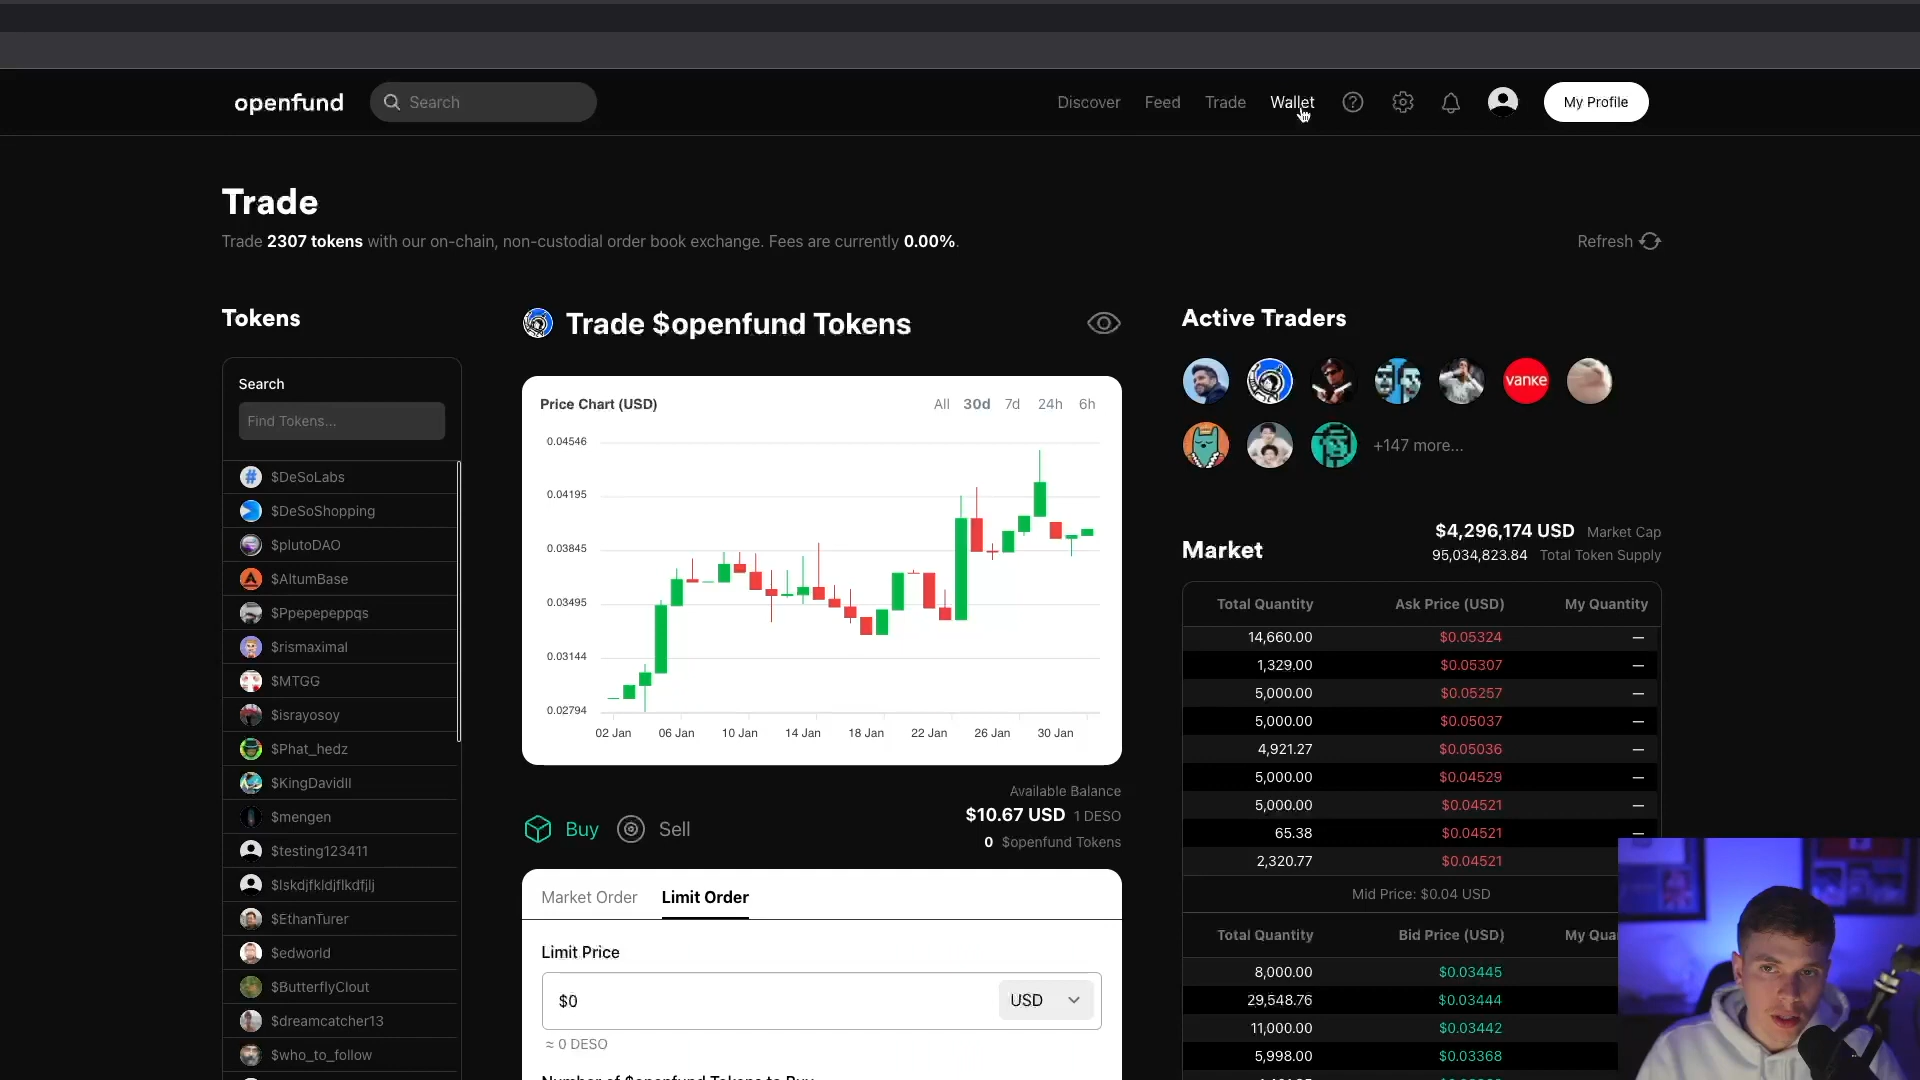 openfund
Search
Discover
Feed
Trade
Wallet
My Profile
Trade
Trade 2307 tokens with our on-chain, non-custodial order book exchange. Fees are currently 0.00%.
Refresh
Tokens
Search
Find Tokens...
$DeSoLabs
$DeSoShopping
$plutoDAO
$AltumBase
$Ppepepeppqs
$rismaximal
$MTGG
$israyosoy
$Phat_hedz
$KingDavidII
$mengen
$testing123411
$lskdjfkldjflkdfjlj
$EthanTurer
$edworld
$ButterflyClout
$dreamcatcher13
$who_to_follow
Trade $openfund Tokens
Price Chart (USD)
All 30d 7d 24h 6h
0.04546
0.04195
0.03845
0.03495
0.03144
0.02794
02 Jan 06 Jan 10 Jan 14 Jan 18 Jan 22 Jan 26 Jan 30 Jan
Buy
Sell
Available Balance
$10.67 USD 1 DESO
0 $openfund Tokens
Market Order
Limit Order
Limit Price
$0
USD
≈ 0 DESO
Number of $openfund Tokens to Buy
Active Traders
vanke
+147 more...
Market
$4,296,174 USD Market Cap
95,034,823.84 Total Token Supply
Total Quantity Ask Price (USD) My Quantity
14,660.00 $0.05324 —
1,329.00 $0.05307 —
5,000.00 $0.05257 —
5,000.00 $0.05037 —
4,921.27 $0.05036 —
5,000.00 $0.04529 —
5,000.00 $0.04521 —
65.38 $0.04521 —
2,320.77 $0.04521
Mid Price: $0.04 USD
Total Quantity Bid Price (USD) My Qua
8,000.00 $0.03445
29,548.76 $0.03444
11,000.00 $0.03442
5,998.00 $0.03368